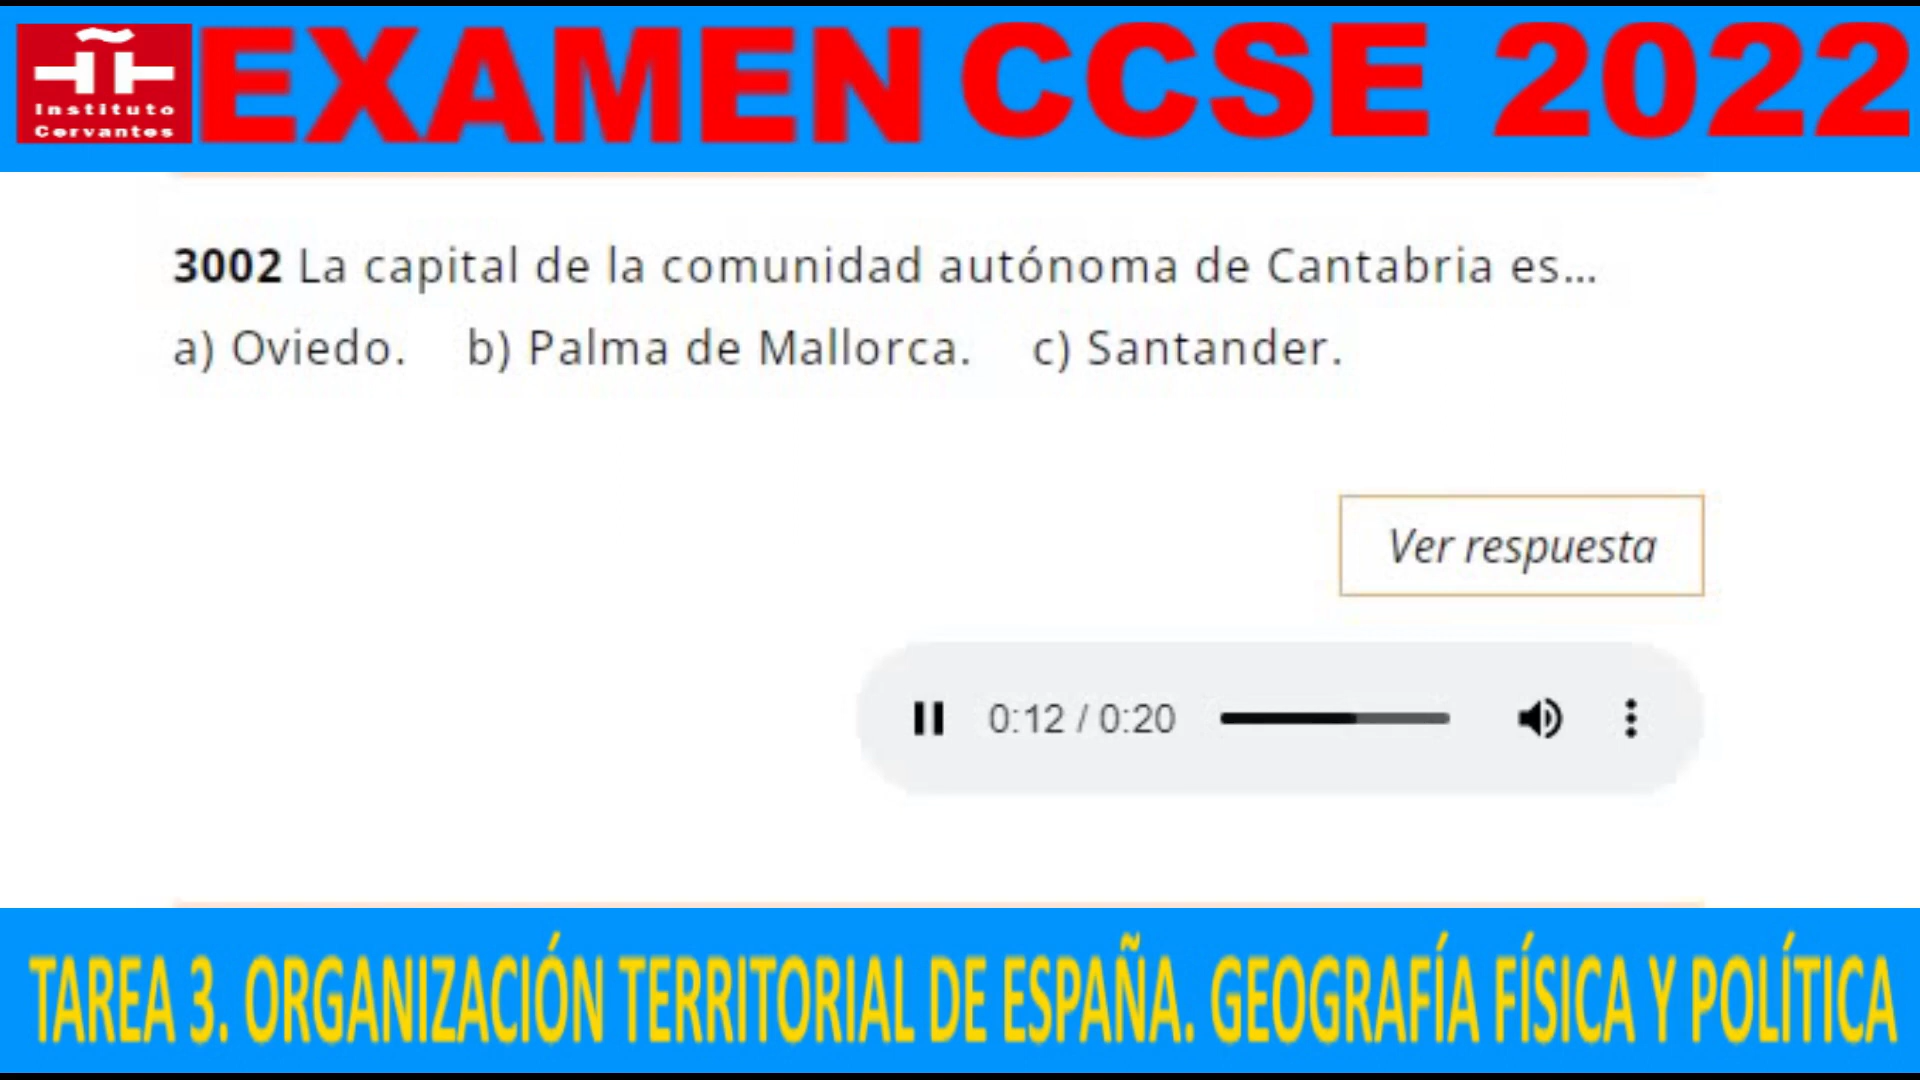 Instituto
Cervantes
EXAMEN CCSE 2022
3002 La capital de la comunidad autónoma de Cantabria es...
a) Oviedo. b) Palma de Mallorca. c) Santander.
Ver respuesta
0:12 / 0:20
TAREA 3. ORGANIZACIÓN TERRITORIAL DE ESPAÑA. GEOGRAFÍA FÍSICA Y POLÍTICA